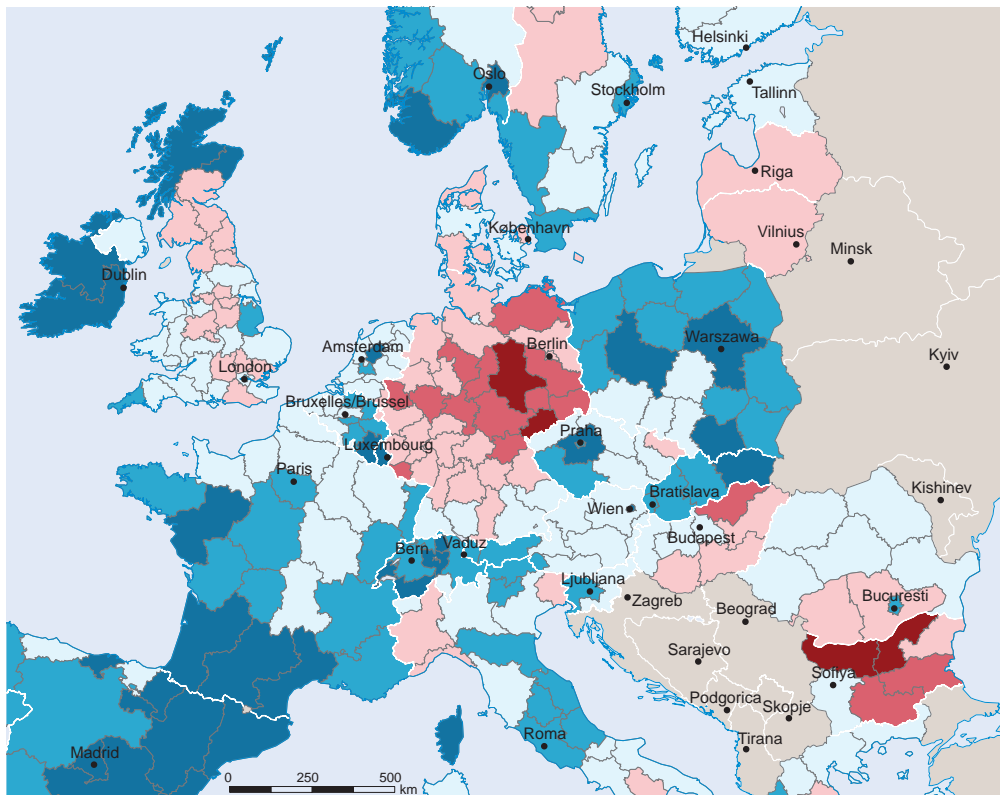 Helsinki
Oslo
Tallinn
Stockholm
Riga
København
Vilnius
Minsk
Dublin
Warszawa
Amsterdam
Berlin
Kyiv
London
Bruxelles/Brussel
Praha
Luxembourg
Paris
Kishinev
Bratislava
Wien
Budapest
Bern
Vaduz
Ljubljana
Bucuresti
Zagreb
Beograd
Sarajevo
Sofiya
Podgorica
Skopje
Roma
Tirana
Madrid
0 250 500
km